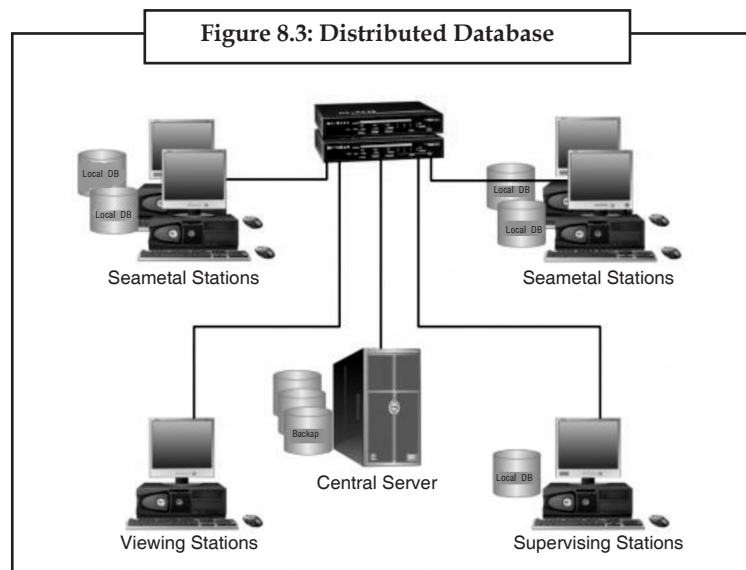 Figure 8.3: Distributed Database
Local DB
Local DB
Seametal Stations
Local DB
Local DB
Seametal Stations
Backap
Central Server
Local DB
Viewing Stations
Supervising Stations